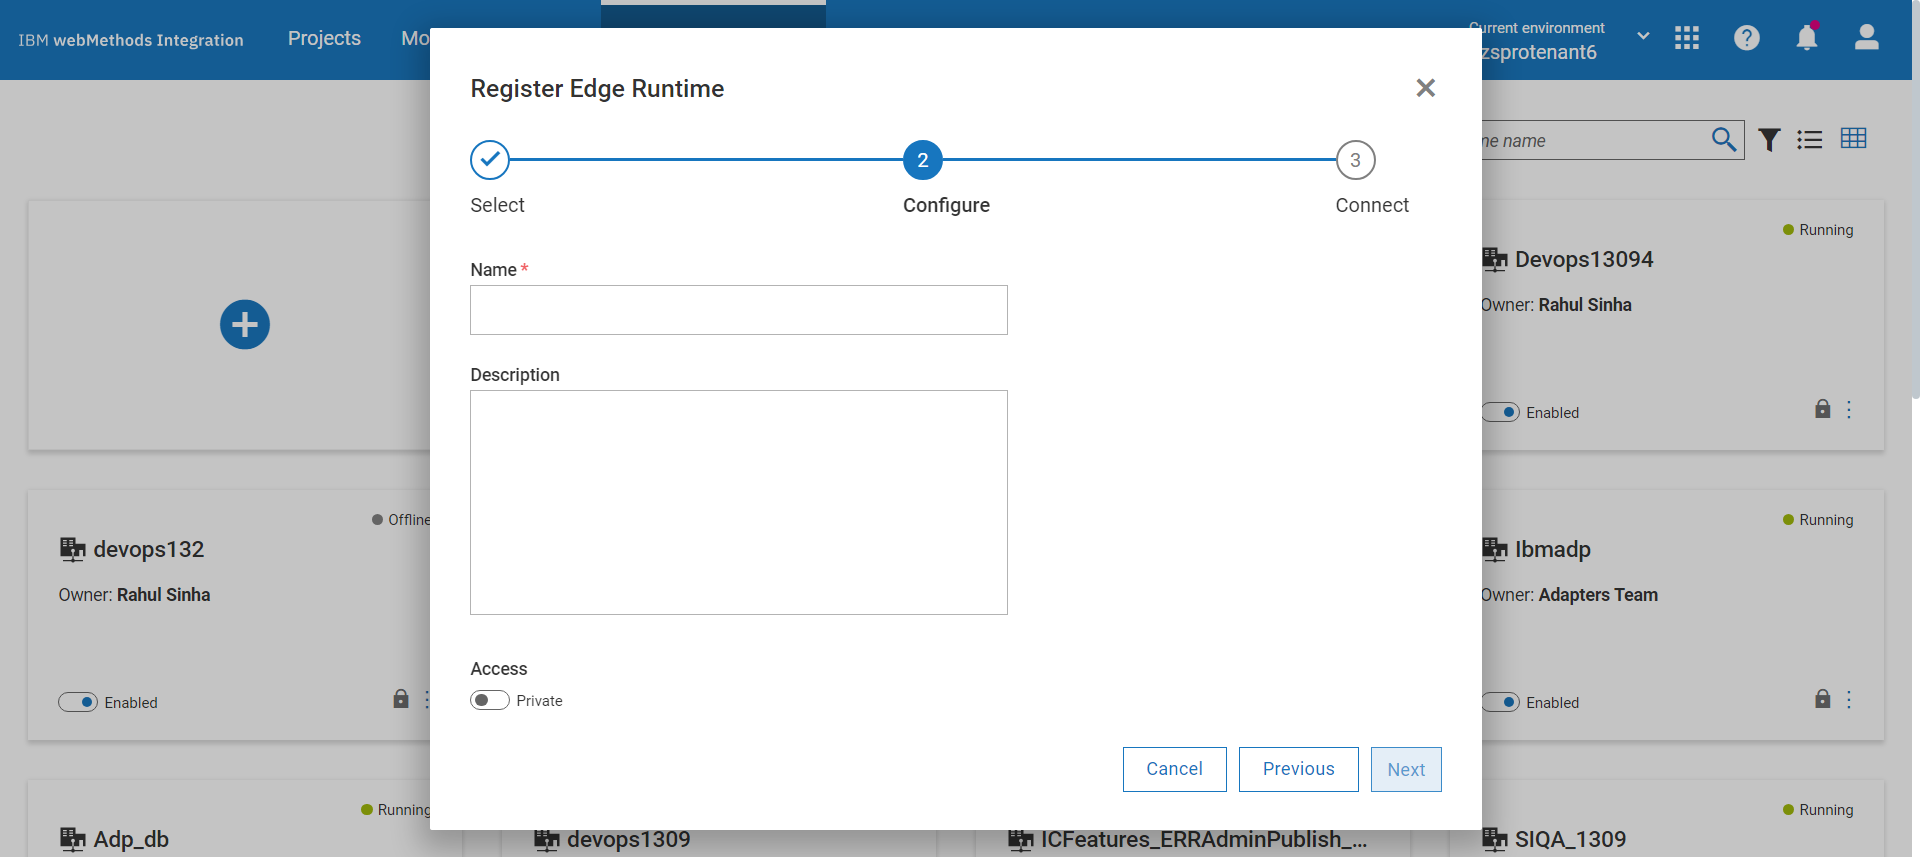 IBM webMethods Integration
Projects
Mo
Current environment
zsprotenant6
Register Edge Runtime
2
3
Select
Configure
Connect
ne name
Name *
Description
Access
Private
Cancel
Previous
Next
Running
Devops13094
Owner: Rahul Sinha
Enabled
Offline
devops132
Owner: Rahul Sinha
Enabled
Running
Ibmadp
Owner: Adapters Team
Enabled
Running
Adp_db
devops1309
ICFeatures_ERRAdminPublish_...
Running
SIQA_1309